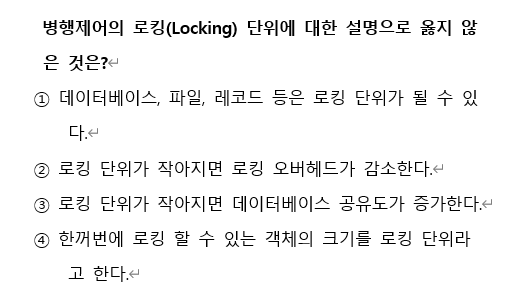 병행제어의 로킹(Locking) 단위에 대한 설명으로 옳지 않
은 것은?↵
① 데이터베이스, 파일, 레코드 등은 로킹 단위가 될 수 있
다.↵
② 로킹 단위가 작아지면 로킹 오버헤드가 감소한다.↵
③ 로킹 단위가 작아지면 데이터베이스 공유도가 증가한다.↵
④ 한꺼번에 로킹 할 수 있는 객체의 크기를 로킹 단위라
고 한다.↵